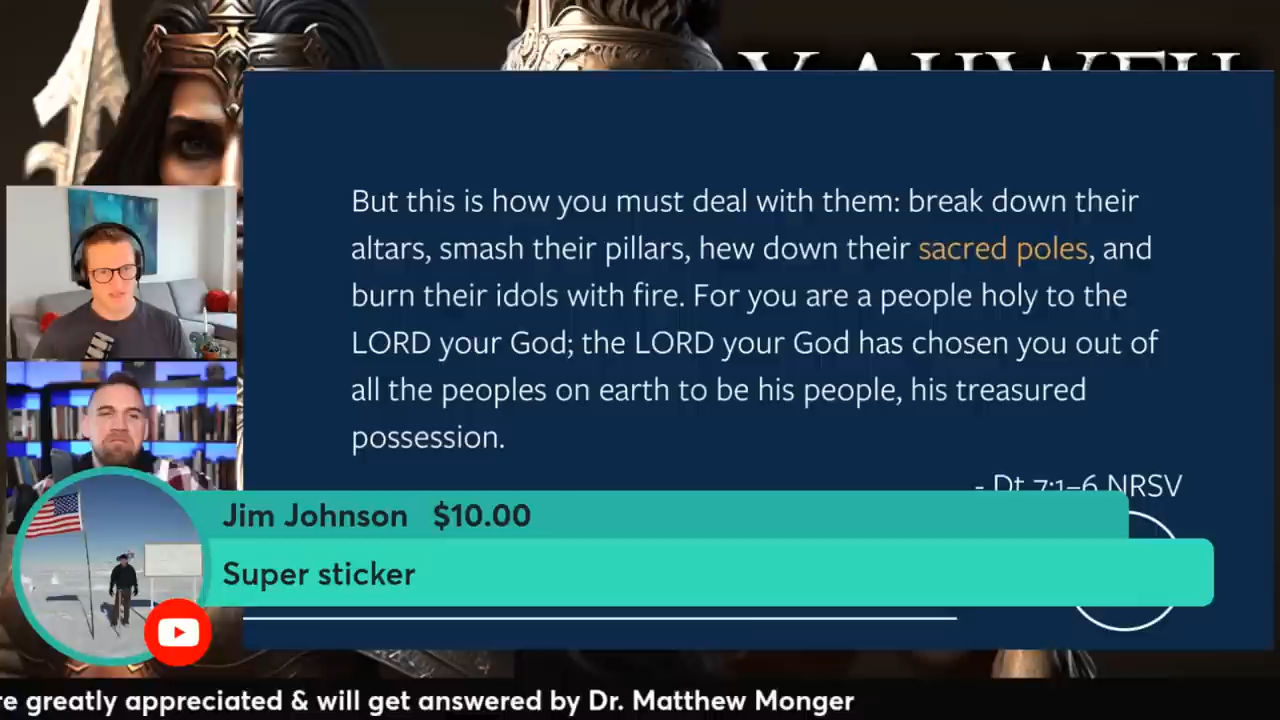 YAHWEH
But this is how you must deal with them: break down their
altars, smash their pillars, hew down their sacred poles, and
burn their idols with fire. For you are a people holy to the
LORD your God; the LORD your God has chosen you out of
all the peoples on earth to be his people, his treasured
possession.
- Dt 7:1–6 NRSV
Jim Johnson $10.00
Super sticker
re greatly appreciated & will get answered by Dr. Matthew Monger